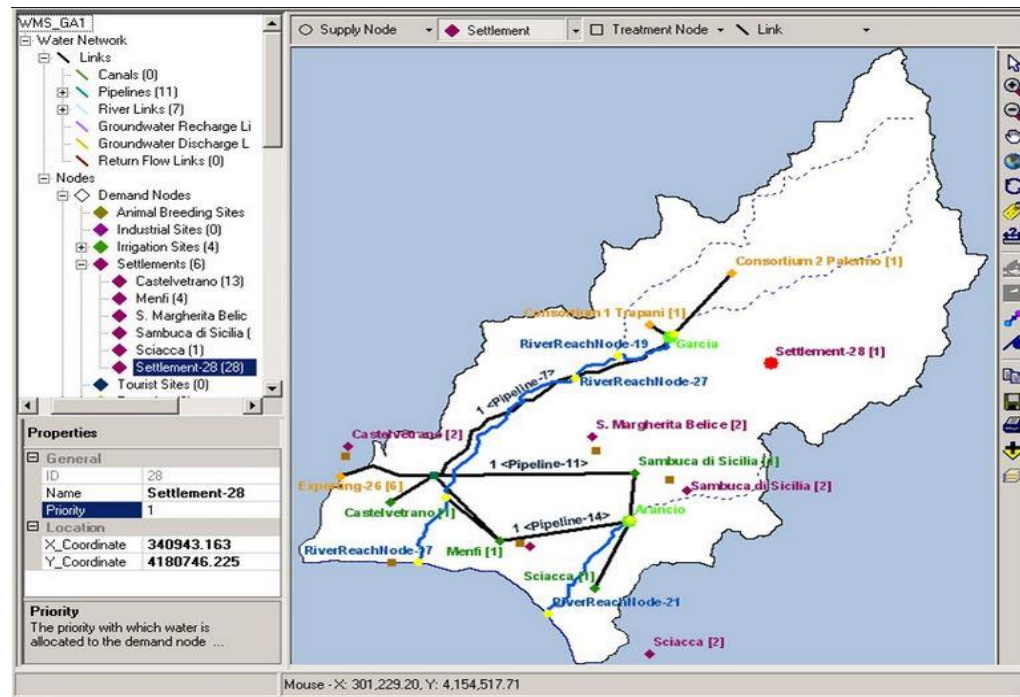 WMS_GA1
Water Network
Links
Canals (0)
Pipelines (11)
River Links (7)
Groundwater Recharge Li
Groundwater Discharge L
Return Flow Links (0)
Nodes
Demand Nodes
Animal Breeding Sites
Industrial Sites (0)
Irrigation Sites (4)
Settlements (6)
Castelvetrano (13)
Menfi (4)
S. Margherita Belic
Sambuca di Sicilia (
Sciacca (1)
Settlement-28 (28)
Tourist Sites (0)
Properties
General
ID 28
Name Settlement-28
Priority 1
Location
X_Coordinate 340943.163
Y_Coordinate 4180746.225
Priority
The priority with which water is
allocated to the demand node ...
Supply Node Settlement Treatment Node Link
Consortium 2 Palermo [1]
Consortium 1 Trapani [1]
RiverReachNode-19 Garcia
Settlement-28 [1]
RiverReachNode-27
1 <Pipeline-7>
S. Margherita Belice [2]
Castelvetrano [2]
1 <Pipeline-11> Sambuca di Sicilia [1]
-26 [6] Sambuca di Sicilia [2]
Castelvetrano [1] Arancio
1 <Pipeline-14>
Menfi [1]
Sciacca [1]
RiverReachNode-21
Sciacca [2]
Mouse - X: 301,229.20, Y: 4,154,517.71